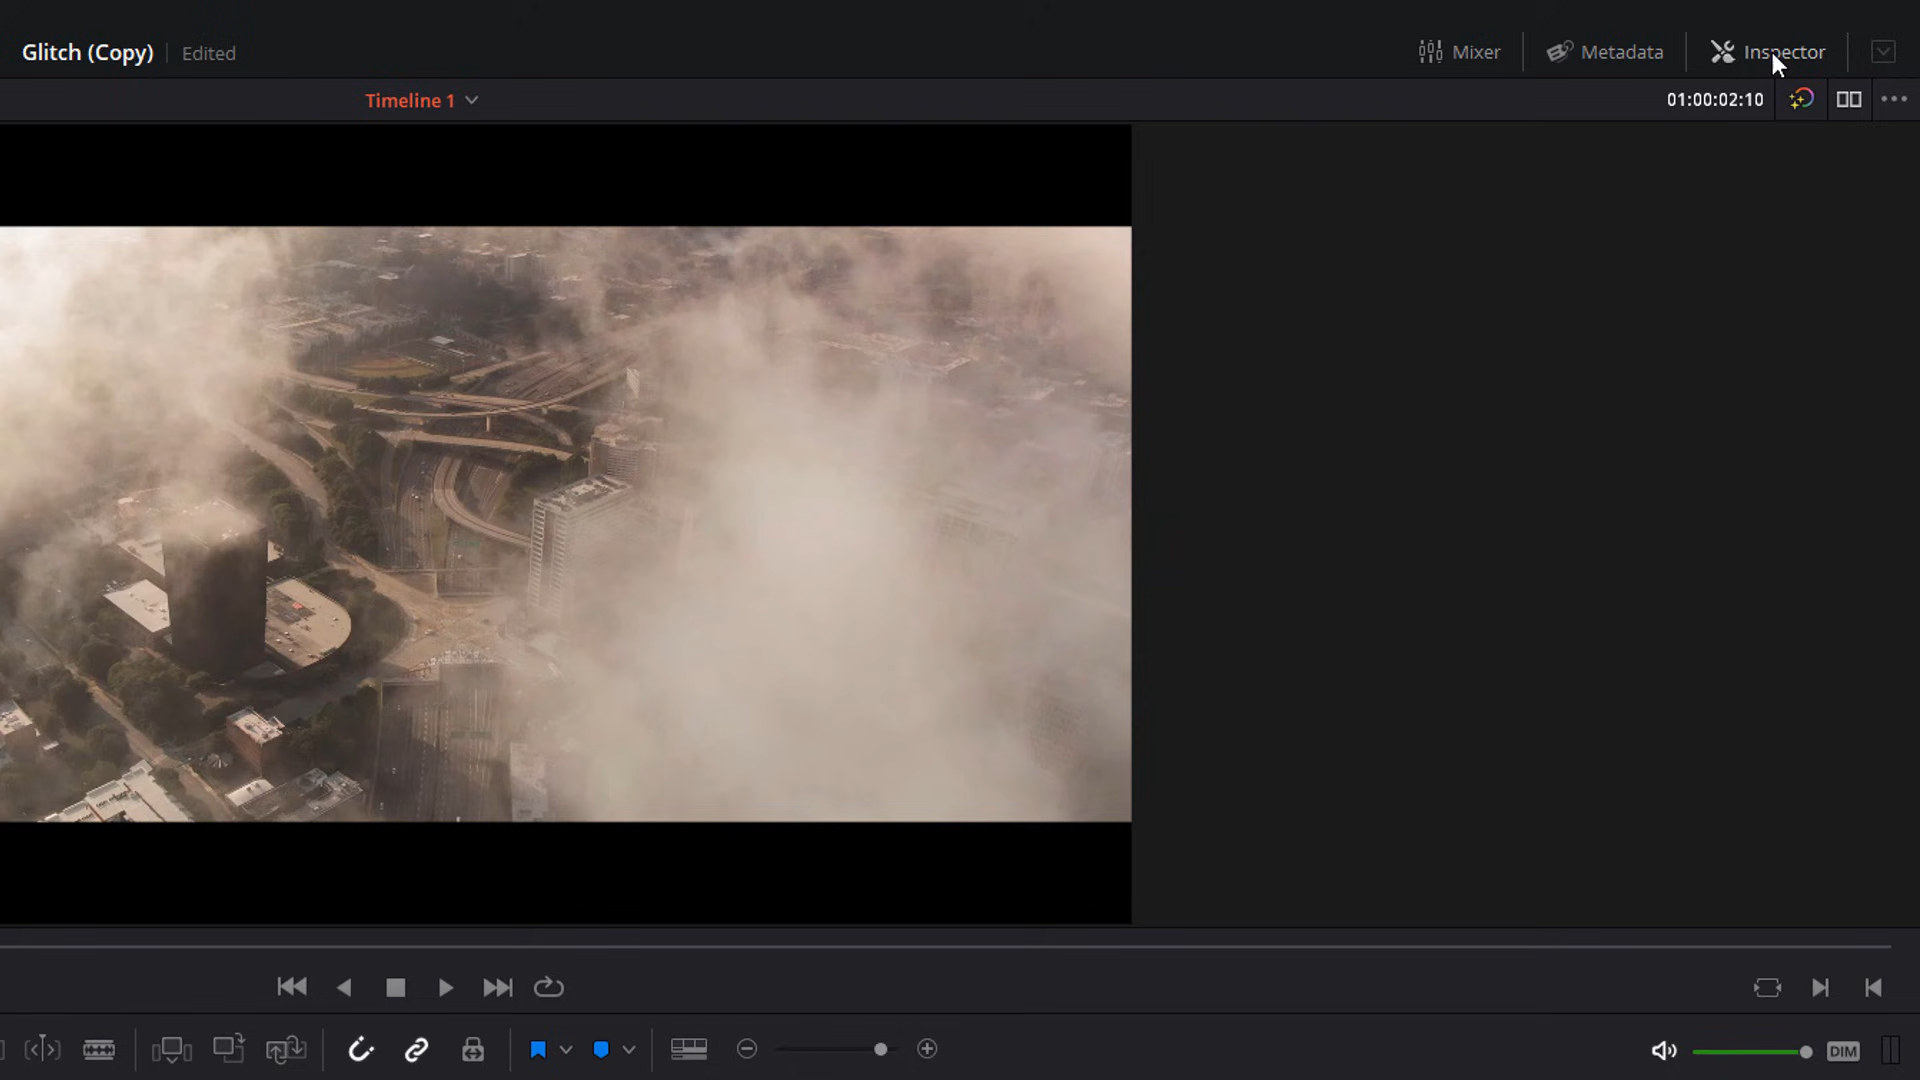 Glitch (Copy)
Edited
Mixer
Metadata
Inspector
Timeline 1
01:00:02:10
DIM